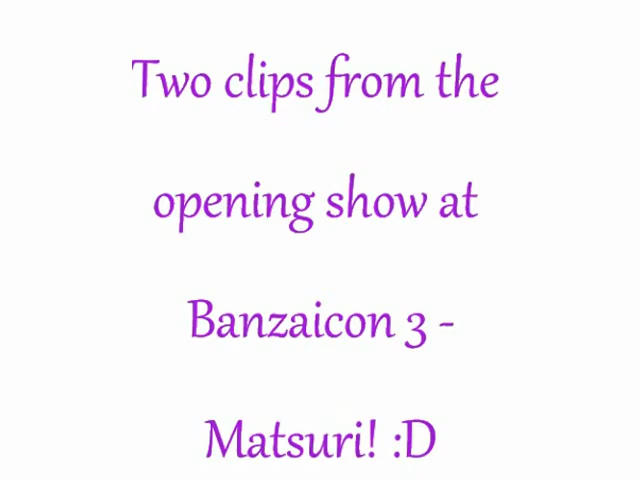 Two clips from the
opening show at
Banzaicon 3 -
Matsuri! :D